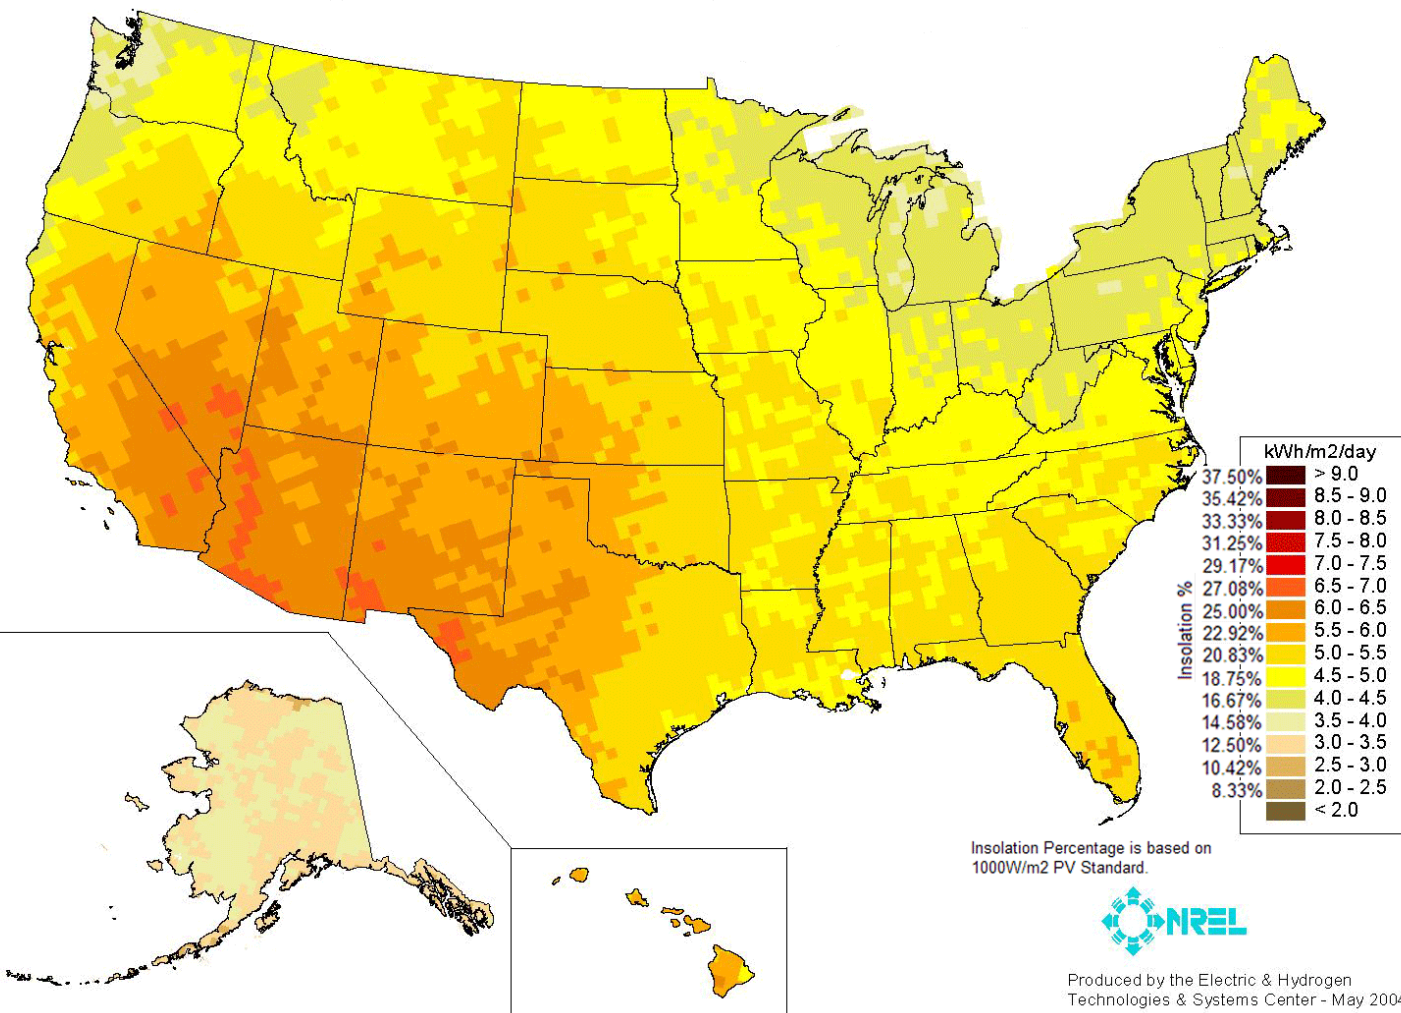 kWh/m2/day
37.50% > 9.0
35.42% 8.5 - 9.0
33.33% 8.0 - 8.5
31.25% 7.5 - 8.0
29.17% 7.0 - 7.5
27.08% 6.5 - 7.0
25.00% 6.0 - 6.5
22.92% 5.5 - 6.0
20.83% 5.0 - 5.5
18.75% 4.5 - 5.0
16.67% 4.0 - 4.5
14.58% 3.5 - 4.0
12.50% 3.0 - 3.5
10.42% 2.5 - 3.0
8.33% 2.0 - 2.5
< 2.0
Insolation %
Insolation Percentage is based on
1000W/m2 PV Standard.
NREL
Produced by the Electric & Hydrogen
Technologies & Systems Center - May 2004